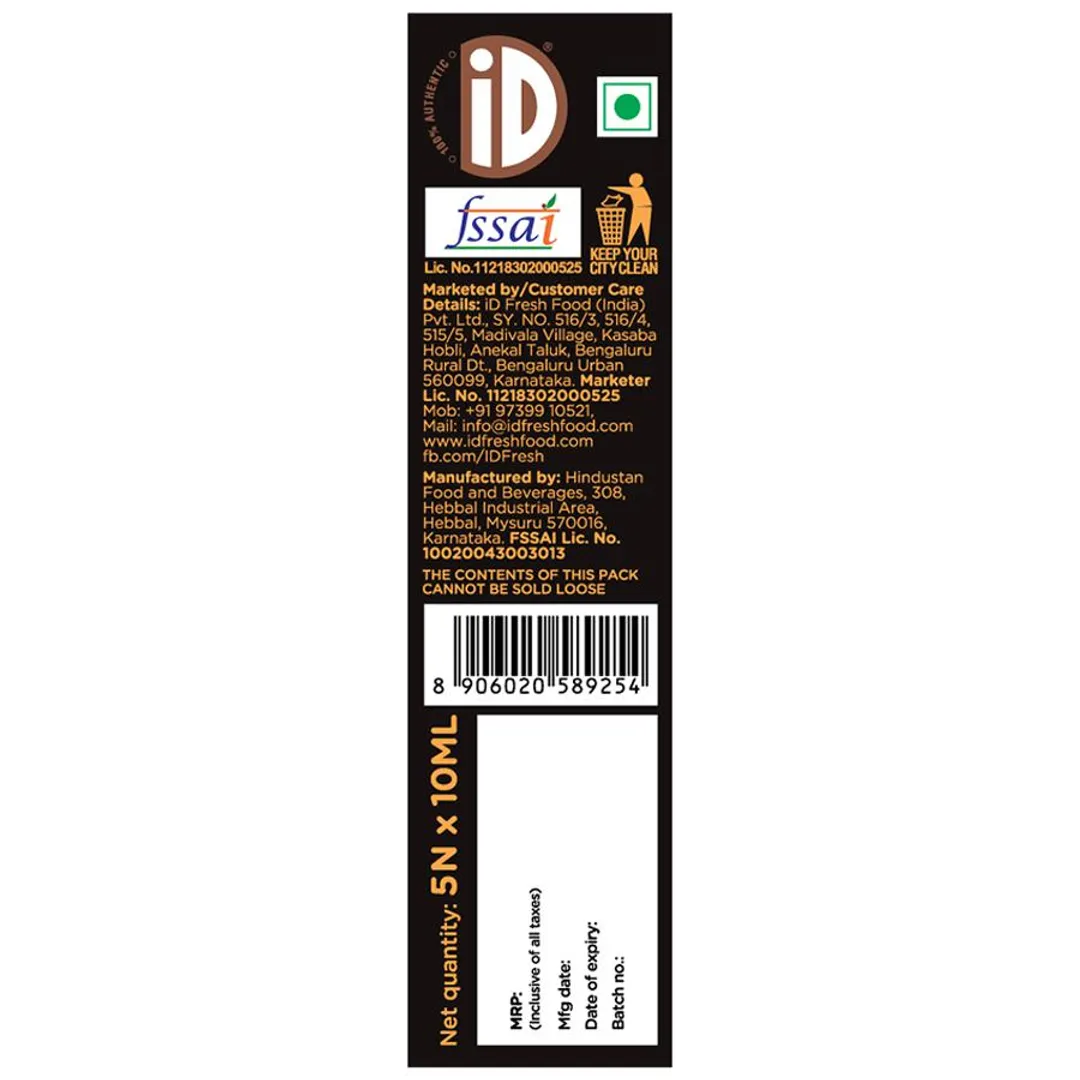 100% AUTHENTIC
iD®
fssai
Lic. No.11218302000525
KEEP YOUR
CITY CLEAN
Marketed by/Customer Care
Details: iD Fresh Food (India)
Pvt. Ltd., SY. NO. 516/3, 516/4,
515/5, Madivala Village, Kasaba
Hobli, Anekal Taluk, Bengaluru
Rural Dt., Bengaluru Urban
560099, Karnataka. Marketer
Lic. No. 11218302000525
Mob: +91 97399 10521,
Mail: info@idfreshfood.com
www.idfreshfood.com
fb.com/IDFresh
Manufactured by: Hindustan
Food and Beverages, 308,
Hebbal Industrial Area,
Hebbal, Mysuru 570016,
Karnataka. FSSAI Lic. No.
10020043003013
THE CONTENTS OF THIS PACK
CANNOT BE SOLD LOOSE
8 906020 589254
Net quantity: 5N x 10ML
MRP:
(Inclusive of all taxes)
Mfg date:
Date of expiry:
Batch no.: